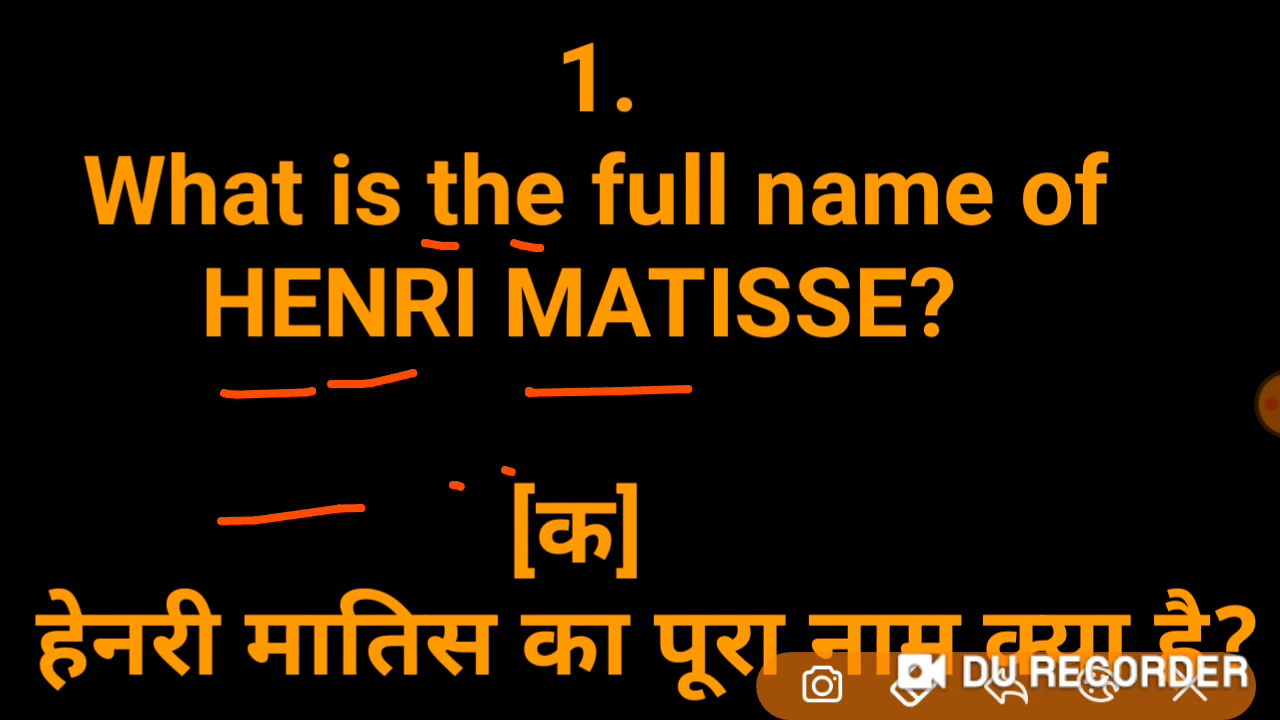 1.
What is the full name of
HENRI MATISSE?
[क]
हेनरी मातिस का पूरा नाम क्या है?
DU RECORDER